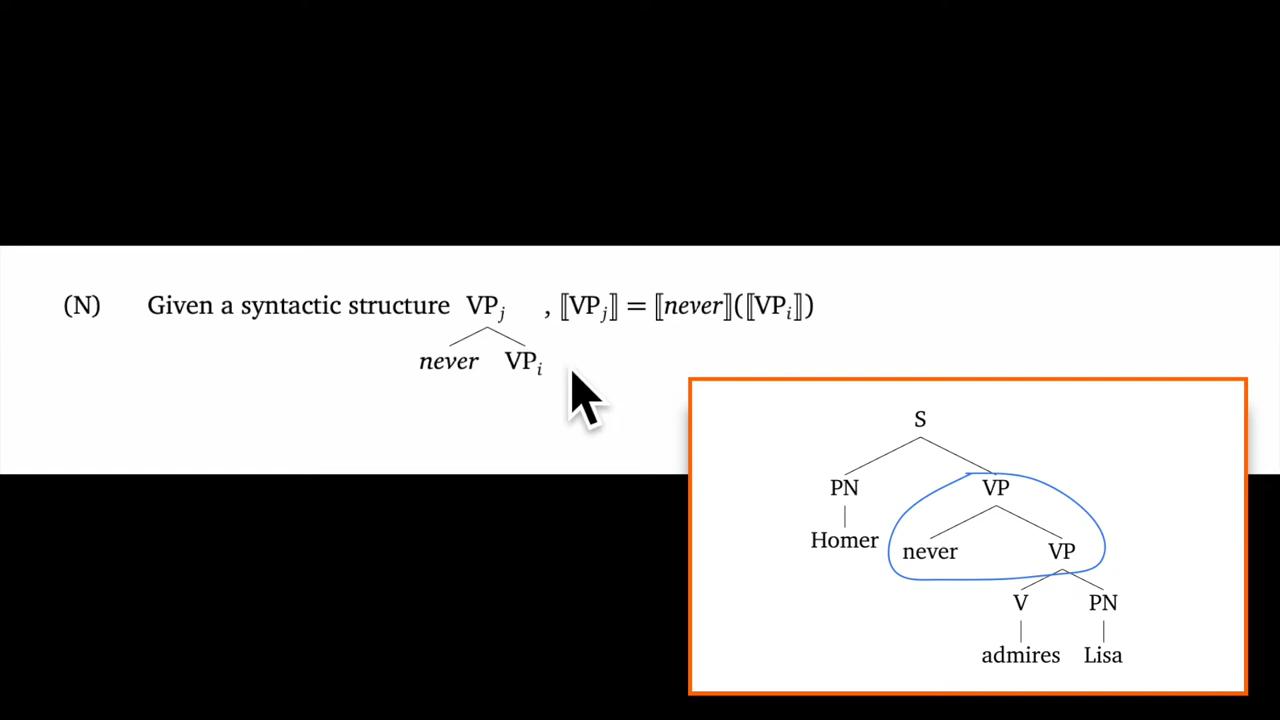 (N) Given a syntactic structure VPⱼ , ⟦VPⱼ⟧ = ⟦never⟧(⟦VPᵢ⟧)
never VPᵢ
S
PN VP
Homer never VP
V PN
admires Lisa